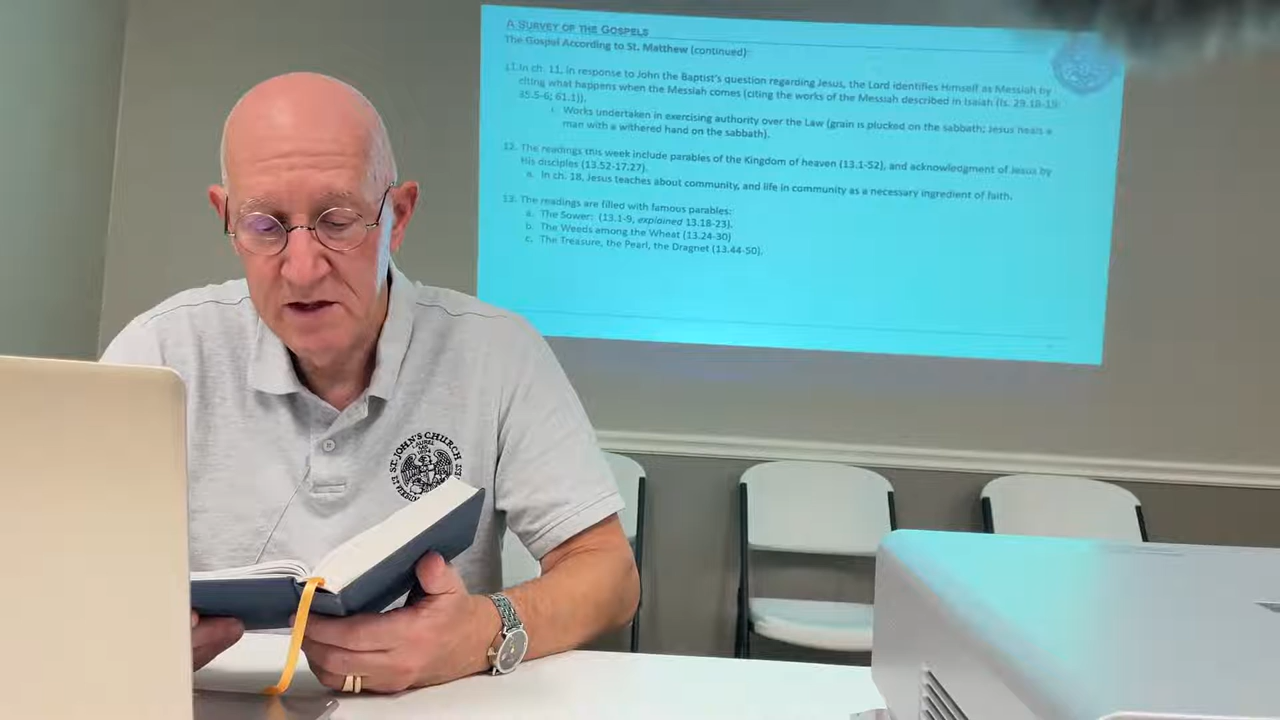 A SURVEY OF THE GOSPELS
The Gospel According to St. Matthew (continued)
11. In ch. 11, in response to John the Baptist's question regarding Jesus, the Lord identifies Himself as Messiah by
citing what happens when the Messiah comes (citing the works of the Messiah described in Isaiah (Is. 29.18-19;
35.5-6; 61.1)).
i. Works undertaken in exercising authority over the Law (grain is plucked on the sabbath; Jesus heals a
man with a withered hand on the sabbath).
12. The readings this week include parables of the Kingdom of heaven (13.1-52), and acknowledgment of Jesus by
His disciples (13.52-17.27).
a. In ch. 18, Jesus teaches about community, and life in community as a necessary ingredient of faith.
13. The readings are filled with famous parables:
a. The Sower: (13.1-9, explained 13.18-23).
b. The Weeds among the Wheat (13.24-30)
c. The Treasure, the Pearl, the Dragnet (13.44-50).
ST. JOHN'S CHURCH
LAUREL